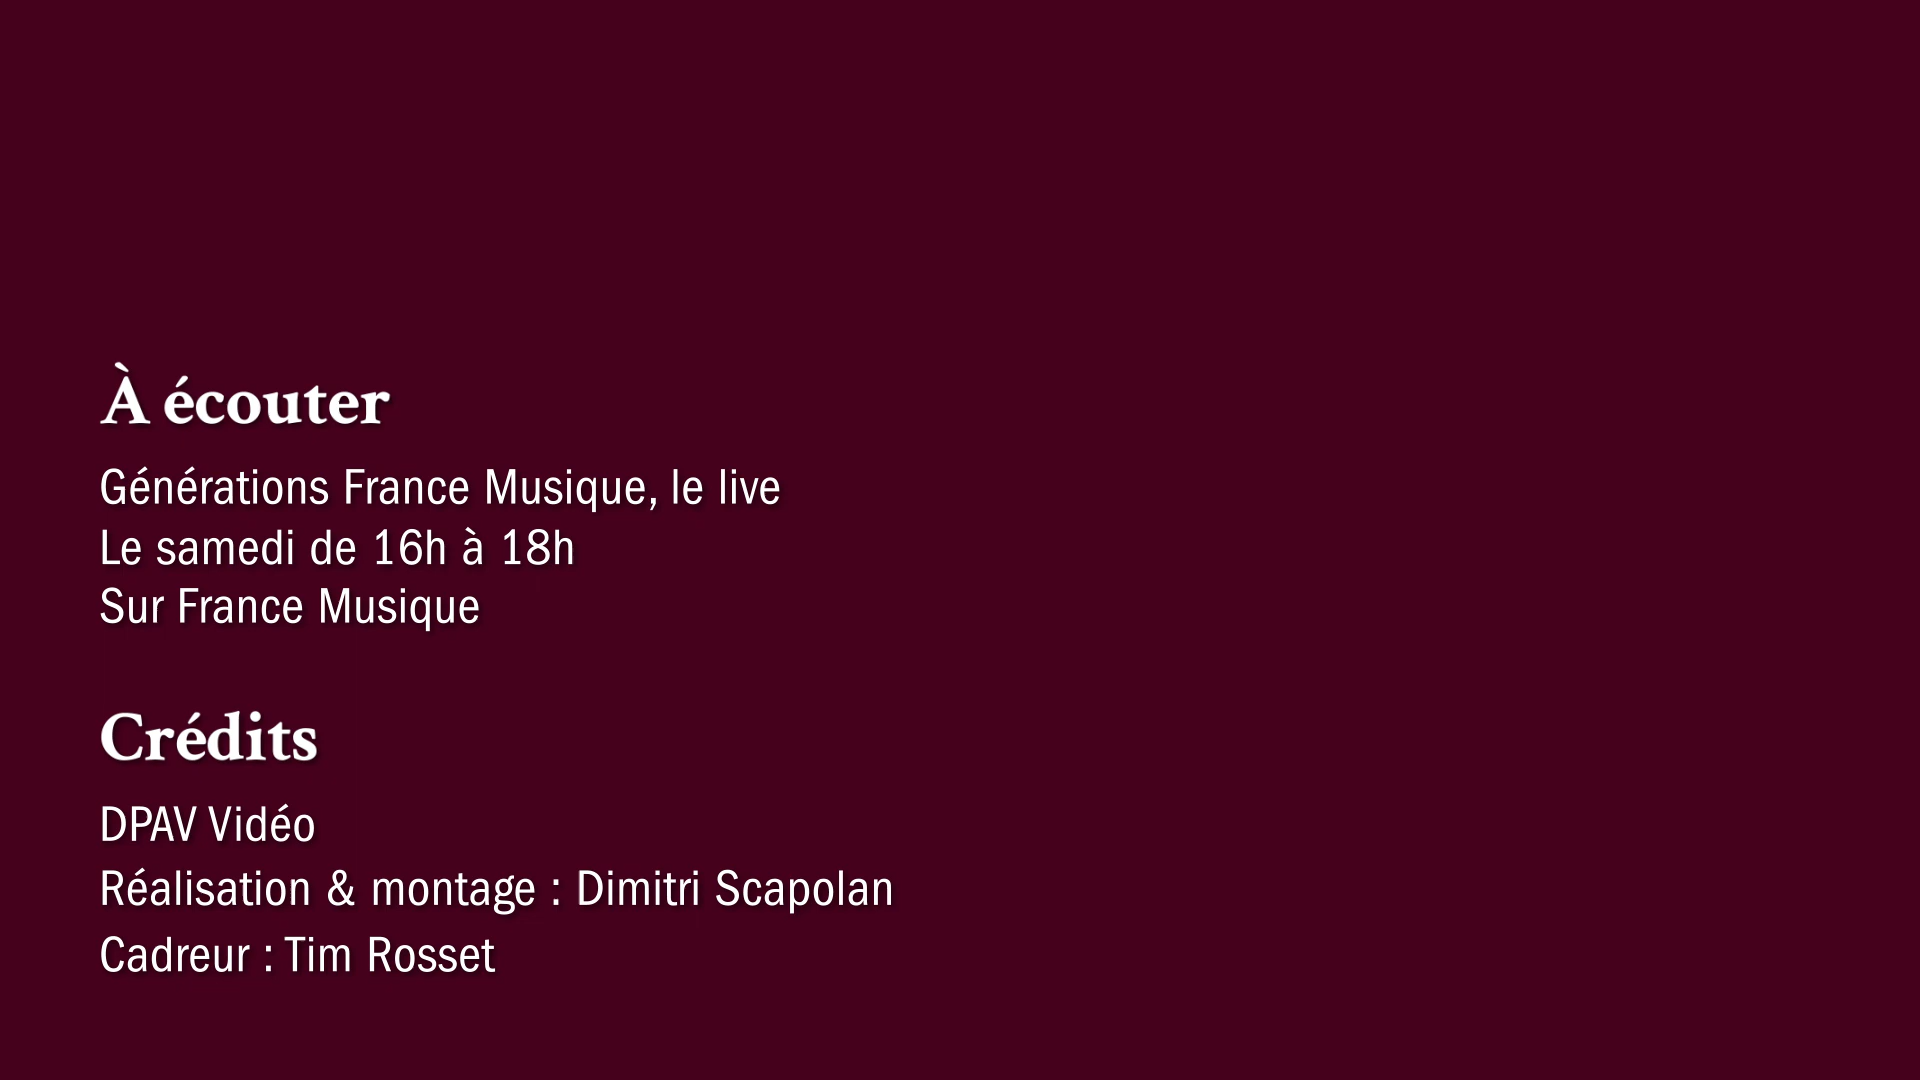 À écouter
Générations France Musique, le live
Le samedi de 16h à 18h
Sur France Musique
Crédits
DPAV Vidéo
Réalisation & montage : Dimitri Scapolan
Cadreur : Tim Rosset